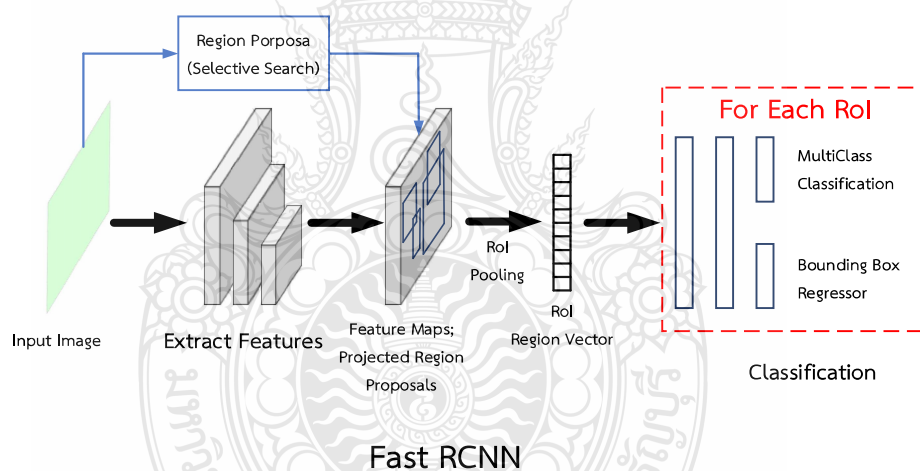 Region Porposa
(Selective Search)
For Each RoI
MultiClass
Classification
RoI
Pooling
Bounding Box
Regressor
Input Image
Extract Features
Feature Maps;
Projected Region
Proposals
RoI
Region Vector
Classification
Fast RCNN